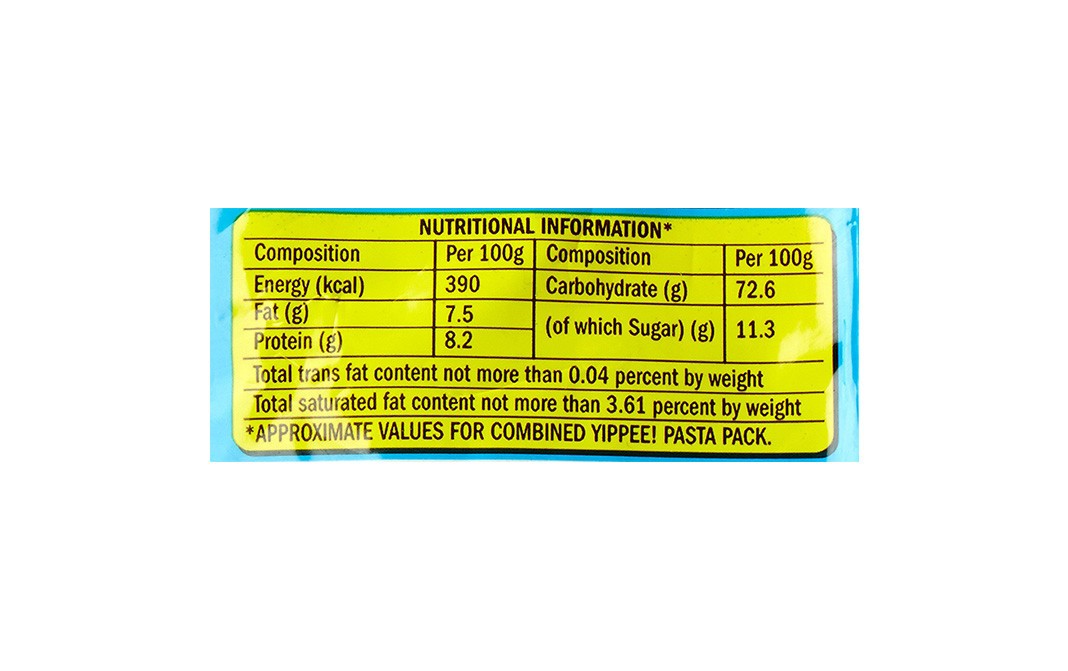 NUTRITIONAL INFORMATION*
Composition Per 100g Composition Per 100g
Energy (kcal) 390 Carbohydrate (g) 72.6
Fat (g) 7.5
(of which Sugar) (g) 11.3
Protein (g) 8.2
Total trans fat content not more than 0.04 percent by weight
Total saturated fat content not more than 3.61 percent by weight
*APPROXIMATE VALUES FOR COMBINED YIPPEE! PASTA PACK.